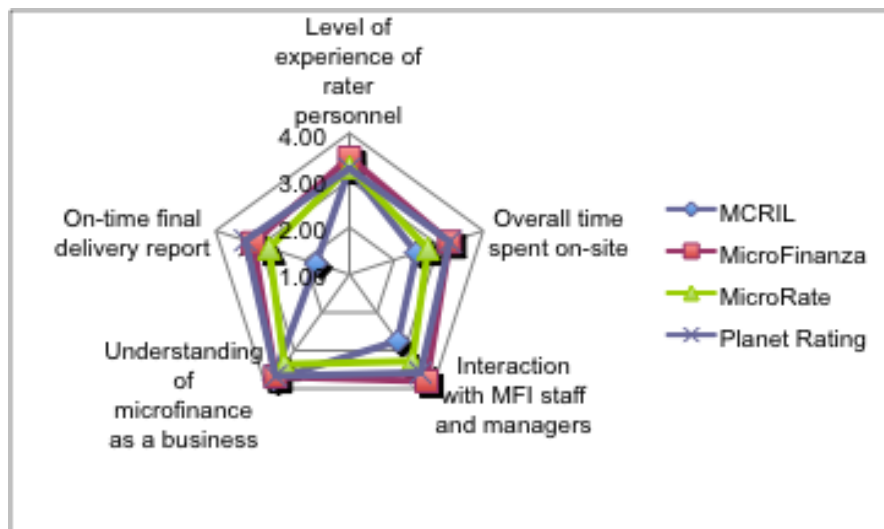 Level of
experience of
rater
personnel
4.00
3.00
2.00
1.00
On-time final
delivery report
Overall time
spent on-site
Understanding
of
microfinance
as a business
Interaction
with MFI staff
and managers
MCRIL
MicroFinanza
MicroRate
Planet Rating